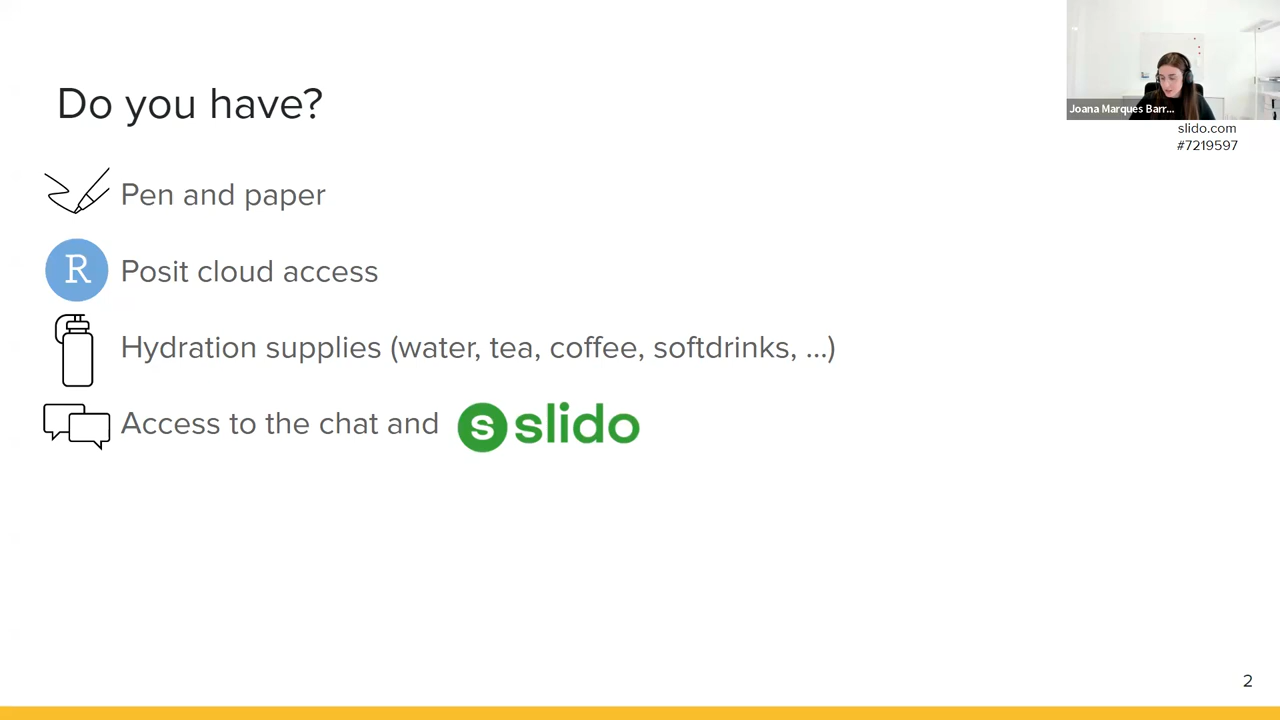 Do you have?
Joana Marques Barr...
slido.com
#7219597
Pen and paper
R
Posit cloud access
Hydration supplies (water, tea, coffee, softdrinks, ...)
Access to the chat and
s slido
2